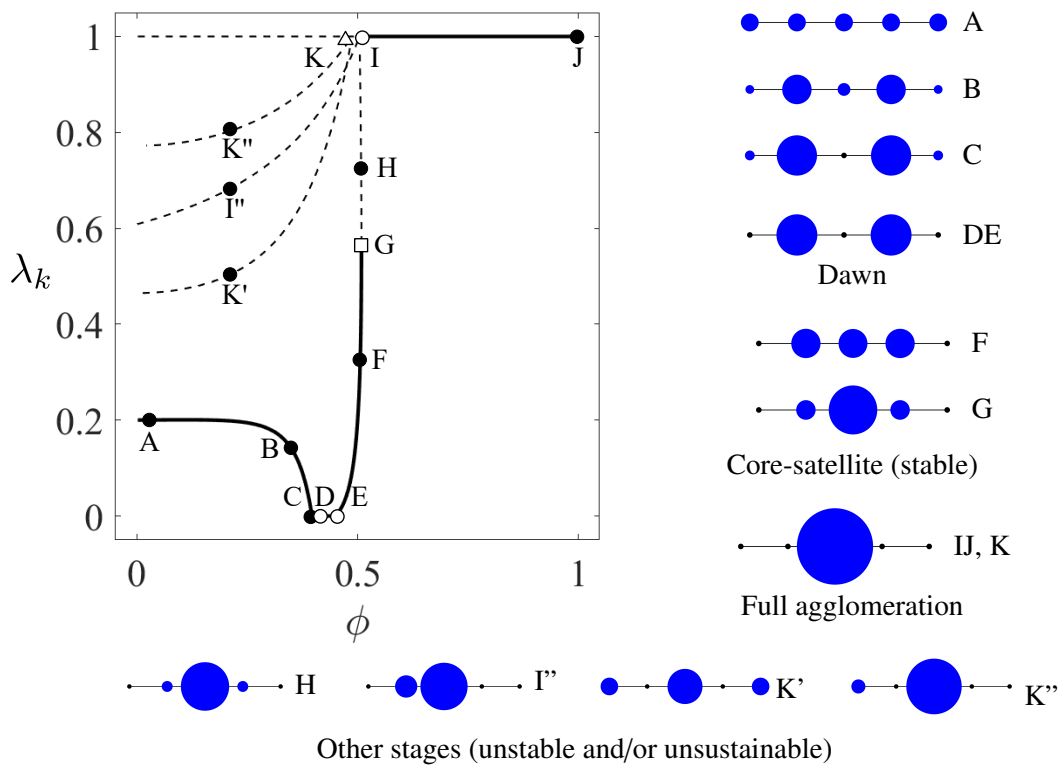 1
0.8
0.6
0.4
0.2
0
λk
K
I
J
K"
H
I"
G
K'
F
A
B
C
D
E
0
0.5
1
ϕ
A
B
C
DE
Dawn
F
G
Core-satellite (stable)
IJ, K
Full agglomeration
H
I”
K’
K”
Other stages (unstable and/or unsustainable)